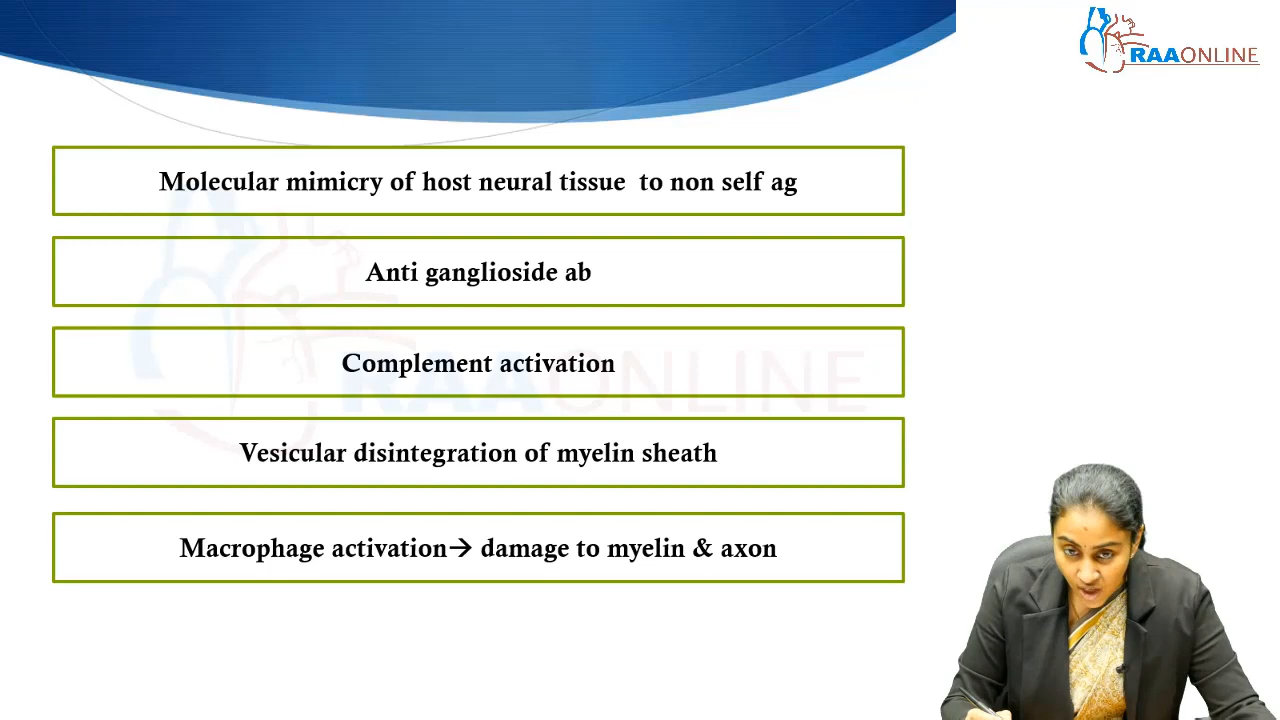 RAAONLINE
Molecular mimicry of host neural tissue to non self ag
Anti ganglioside ab
Complement activation
RAAONLINE
Vesicular disintegration of myelin sheath
Macrophage activation→ damage to myelin & axon